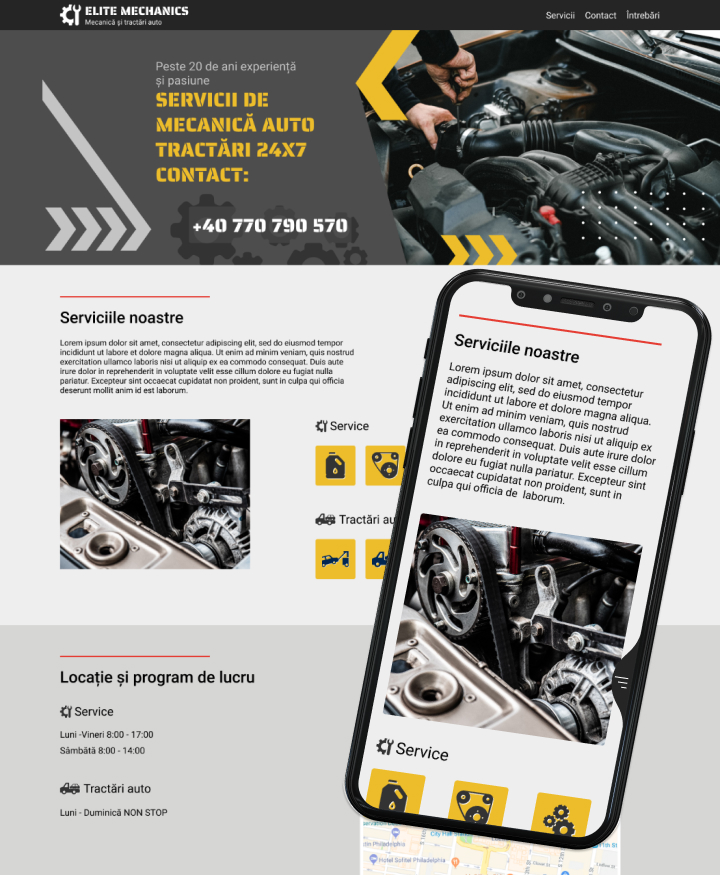 ELITE MECHANICS
Mecanică și tractări auto
Servicii Contact Întrebări
Peste 20 de ani experiență
și pasiune
SERVICII DE
MECANICĂ AUTO
TRACTĂRI 24X7
CONTACT:
+40 770 790 570
Serviciile noastre
Lorem ipsum dolor sit amet, consectetur adipiscing elit, sed do eiusmod tempor
incididunt ut labore et dolore magna aliqua. Ut enim ad minim veniam, quis nostrud
exercitation ullamco laboris nisi ut aliquip ex ea commodo consequat. Duis aute
irure dolor in reprehenderit in voluptate velit esse cillum dolore eu fugiat nulla
pariatur. Excepteur sint occaecat cupidatat non proident, sunt in culpa qui officia
deserunt mollit anim id est laborum.
Service
Tractări au
Locație și program de lucru
Service
Luni -Vineri 8:00 - 17:00
Sâmbătă 8:00 - 14:00
Tractări auto
Luni - Duminică NON STOP
Serviciile noastre
Lorem ipsum dolor sit amet, consectetur
adipiscing elit, sed do eiusmod tempor
incididunt ut labore et dolore magna aliqua.
Ut enim ad minim veniam, quis nostrud
exercitation ullamco laboris nisi ut aliquip ex
ea commodo consequat. Duis aute irure dolor
in reprehenderit in voluptate velit esse cillum
dolore eu fugiat nulla pariatur. Excepteur sint
occaecat cupidatat non proident, sunt in
culpa qui officia de laborum.
Service
Philadelphia
Hotel Sofitel Philadelphia